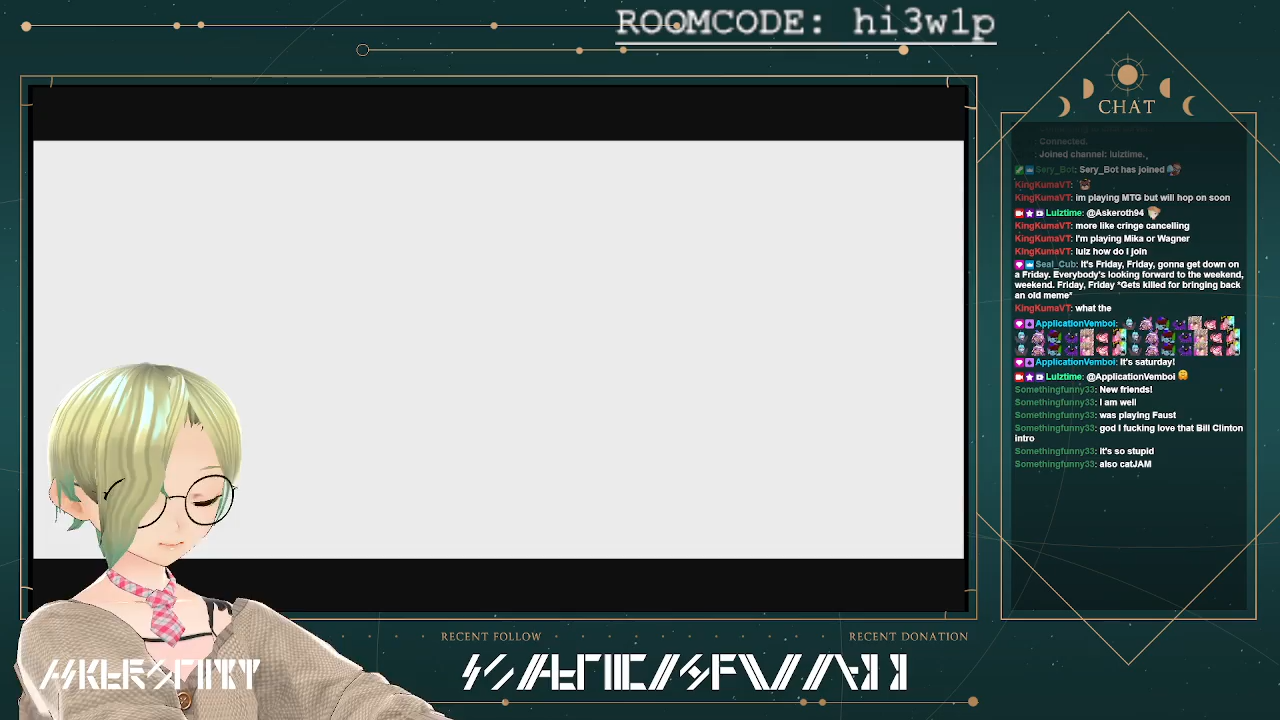 ROOMCODE: hi3w1p
CHAT
Connected.
: Joined channel: lulztime.
Sery_Bot: Sery_Bot has joined
KingKumaVT:
KingKumaVT: im playing MTG but will hop on soon
Lulztime: @Askeroth94
KingKumaVT: more like cringe cancelling
KingKumaVT: I'm playing Mika or Wagner
KingKumaVT: lulz how do I join
Seal_Cub: It's Friday, Friday, gonna get down on
a Friday. Everybody's looking forward to the weekend,
weekend. Friday, Friday *Gets killed for bringing back
an old meme*
KingKumaVT: what the
ApplicationVemboi:
ApplicationVemboi: It's saturday!
Lulztime: @ApplicationVemboi
Somethingfunny33: New friends!
Somethingfunny33: I am well
Somethingfunny33: was playing Faust
Somethingfunny33: god I fucking love that Bill Clinton
intro
Somethingfunny33: it's so stupid
Somethingfunny33: also catJAM
RECENT FOLLOW
RECENT DONATION